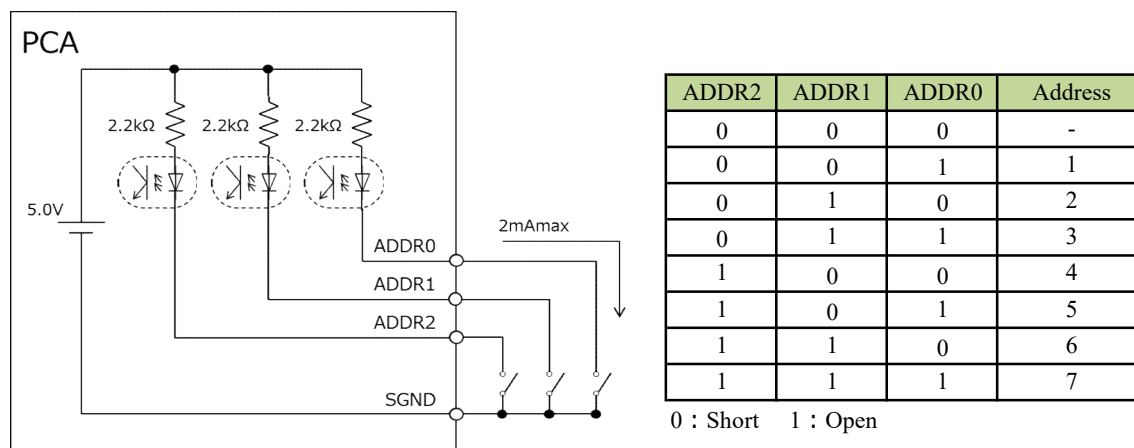 PCA
2.2kΩ 2.2kΩ 2.2kΩ
5.0V
2mAmax
ADDR0
ADDR1
ADDR2
SGND
ADDR2 ADDR1 ADDR0 Address
0 0 0 -
0 0 1 1
0 1 0 2
0 1 1 3
1 0 0 4
1 0 1 5
1 1 0 6
1 1 1 7
0：Short 1：Open